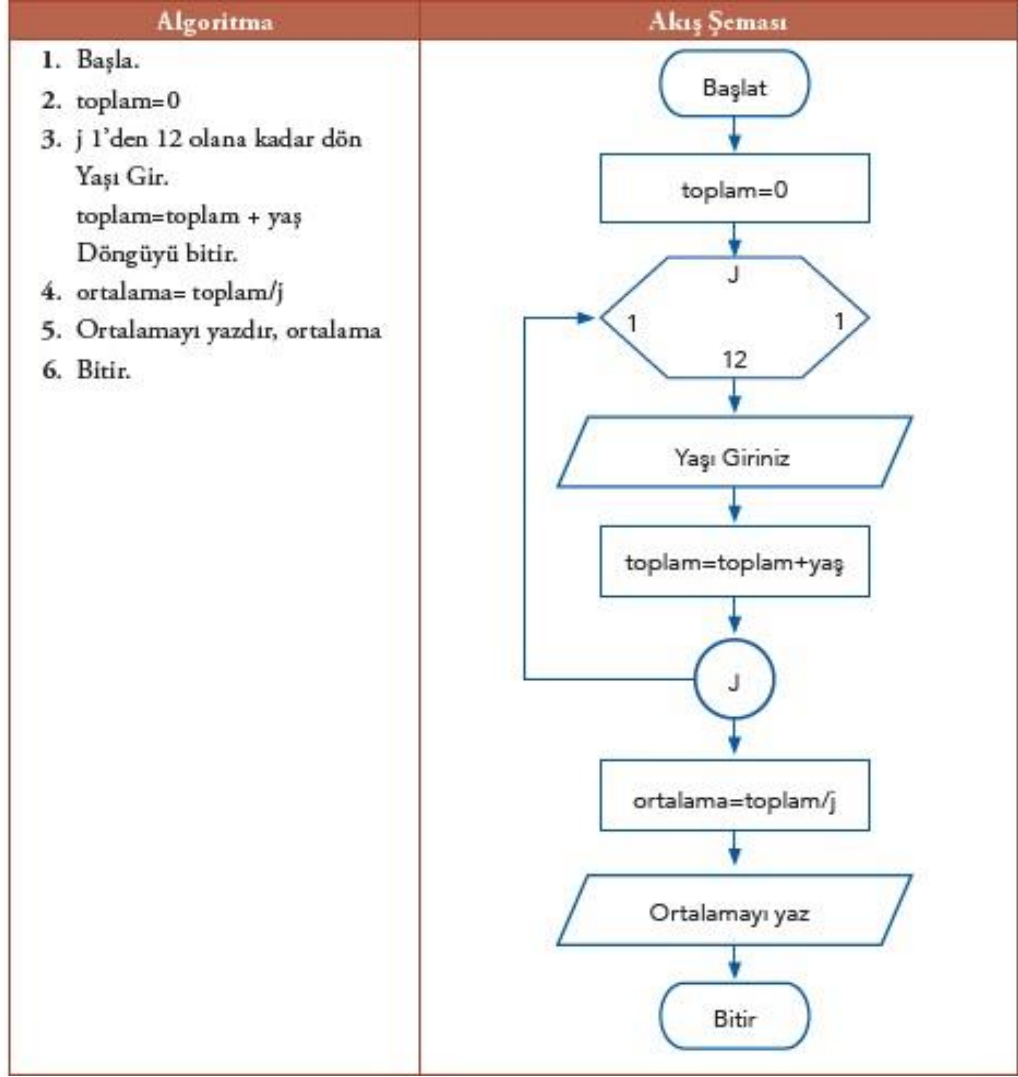 Algoritma
1. Başla.
2. toplam=0
3. j 1’den 12 olana kadar dön
Yaşı Gir.
toplam=toplam + yaş
Döngüyü bitir.
4. ortalama= toplam/j
5. Ortalamayı yazdır, ortalama
6. Bitir.
Akış Şeması
Başlat
toplam=0
J
1 1
12
Yaşı Giriniz
toplam=toplam+yaş
J
ortalama=toplam/j
Ortalamayı yaz
Bitir